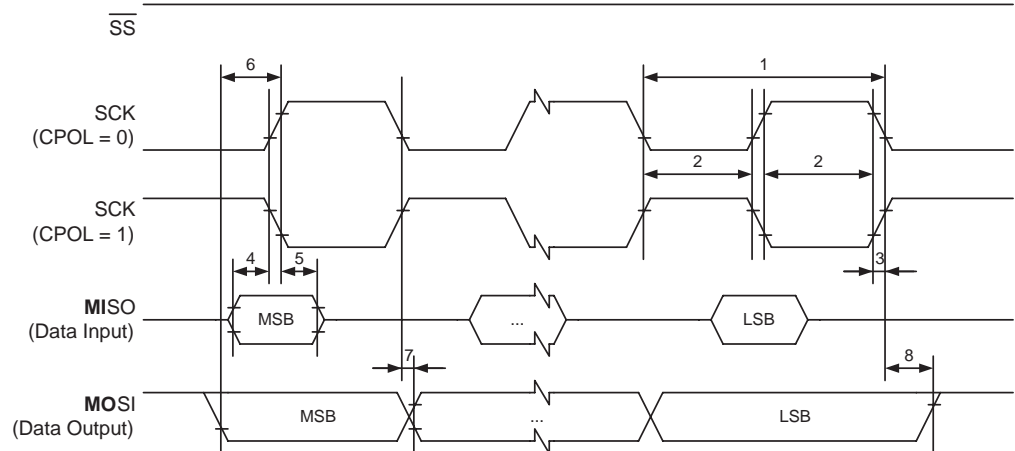 SS
6
1
SCK
(CPOL = 0)
2
2
SCK
(CPOL = 1)
4
5
3
MISO
(Data Input)
MSB
...
LSB
7
8
MOSI
(Data Output)
MSB
...
LSB